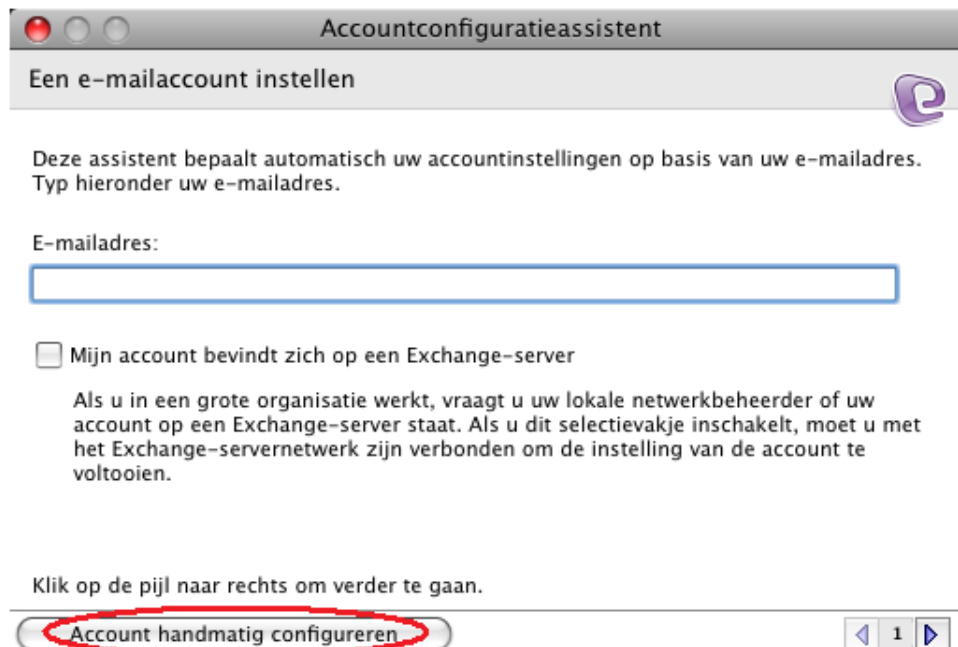 Accountconfiguratieassistent
Een e-mailaccount instellen
Deze assistent bepaalt automatisch uw accountinstellingen op basis van uw e-mailadres.
Typ hieronder uw e-mailadres.
E-mailadres:
Mijn account bevindt zich op een Exchange-server
Als u in een grote organisatie werkt, vraagt u uw lokale netwerkbeheerder of uw
account op een Exchange-server staat. Als u dit selectievakje inschakelt, moet u met
het Exchange-servernetwerk zijn verbonden om de instelling van de account te
voltooien.
Klik op de pijl naar rechts om verder te gaan.
Account handmatig configureren
1